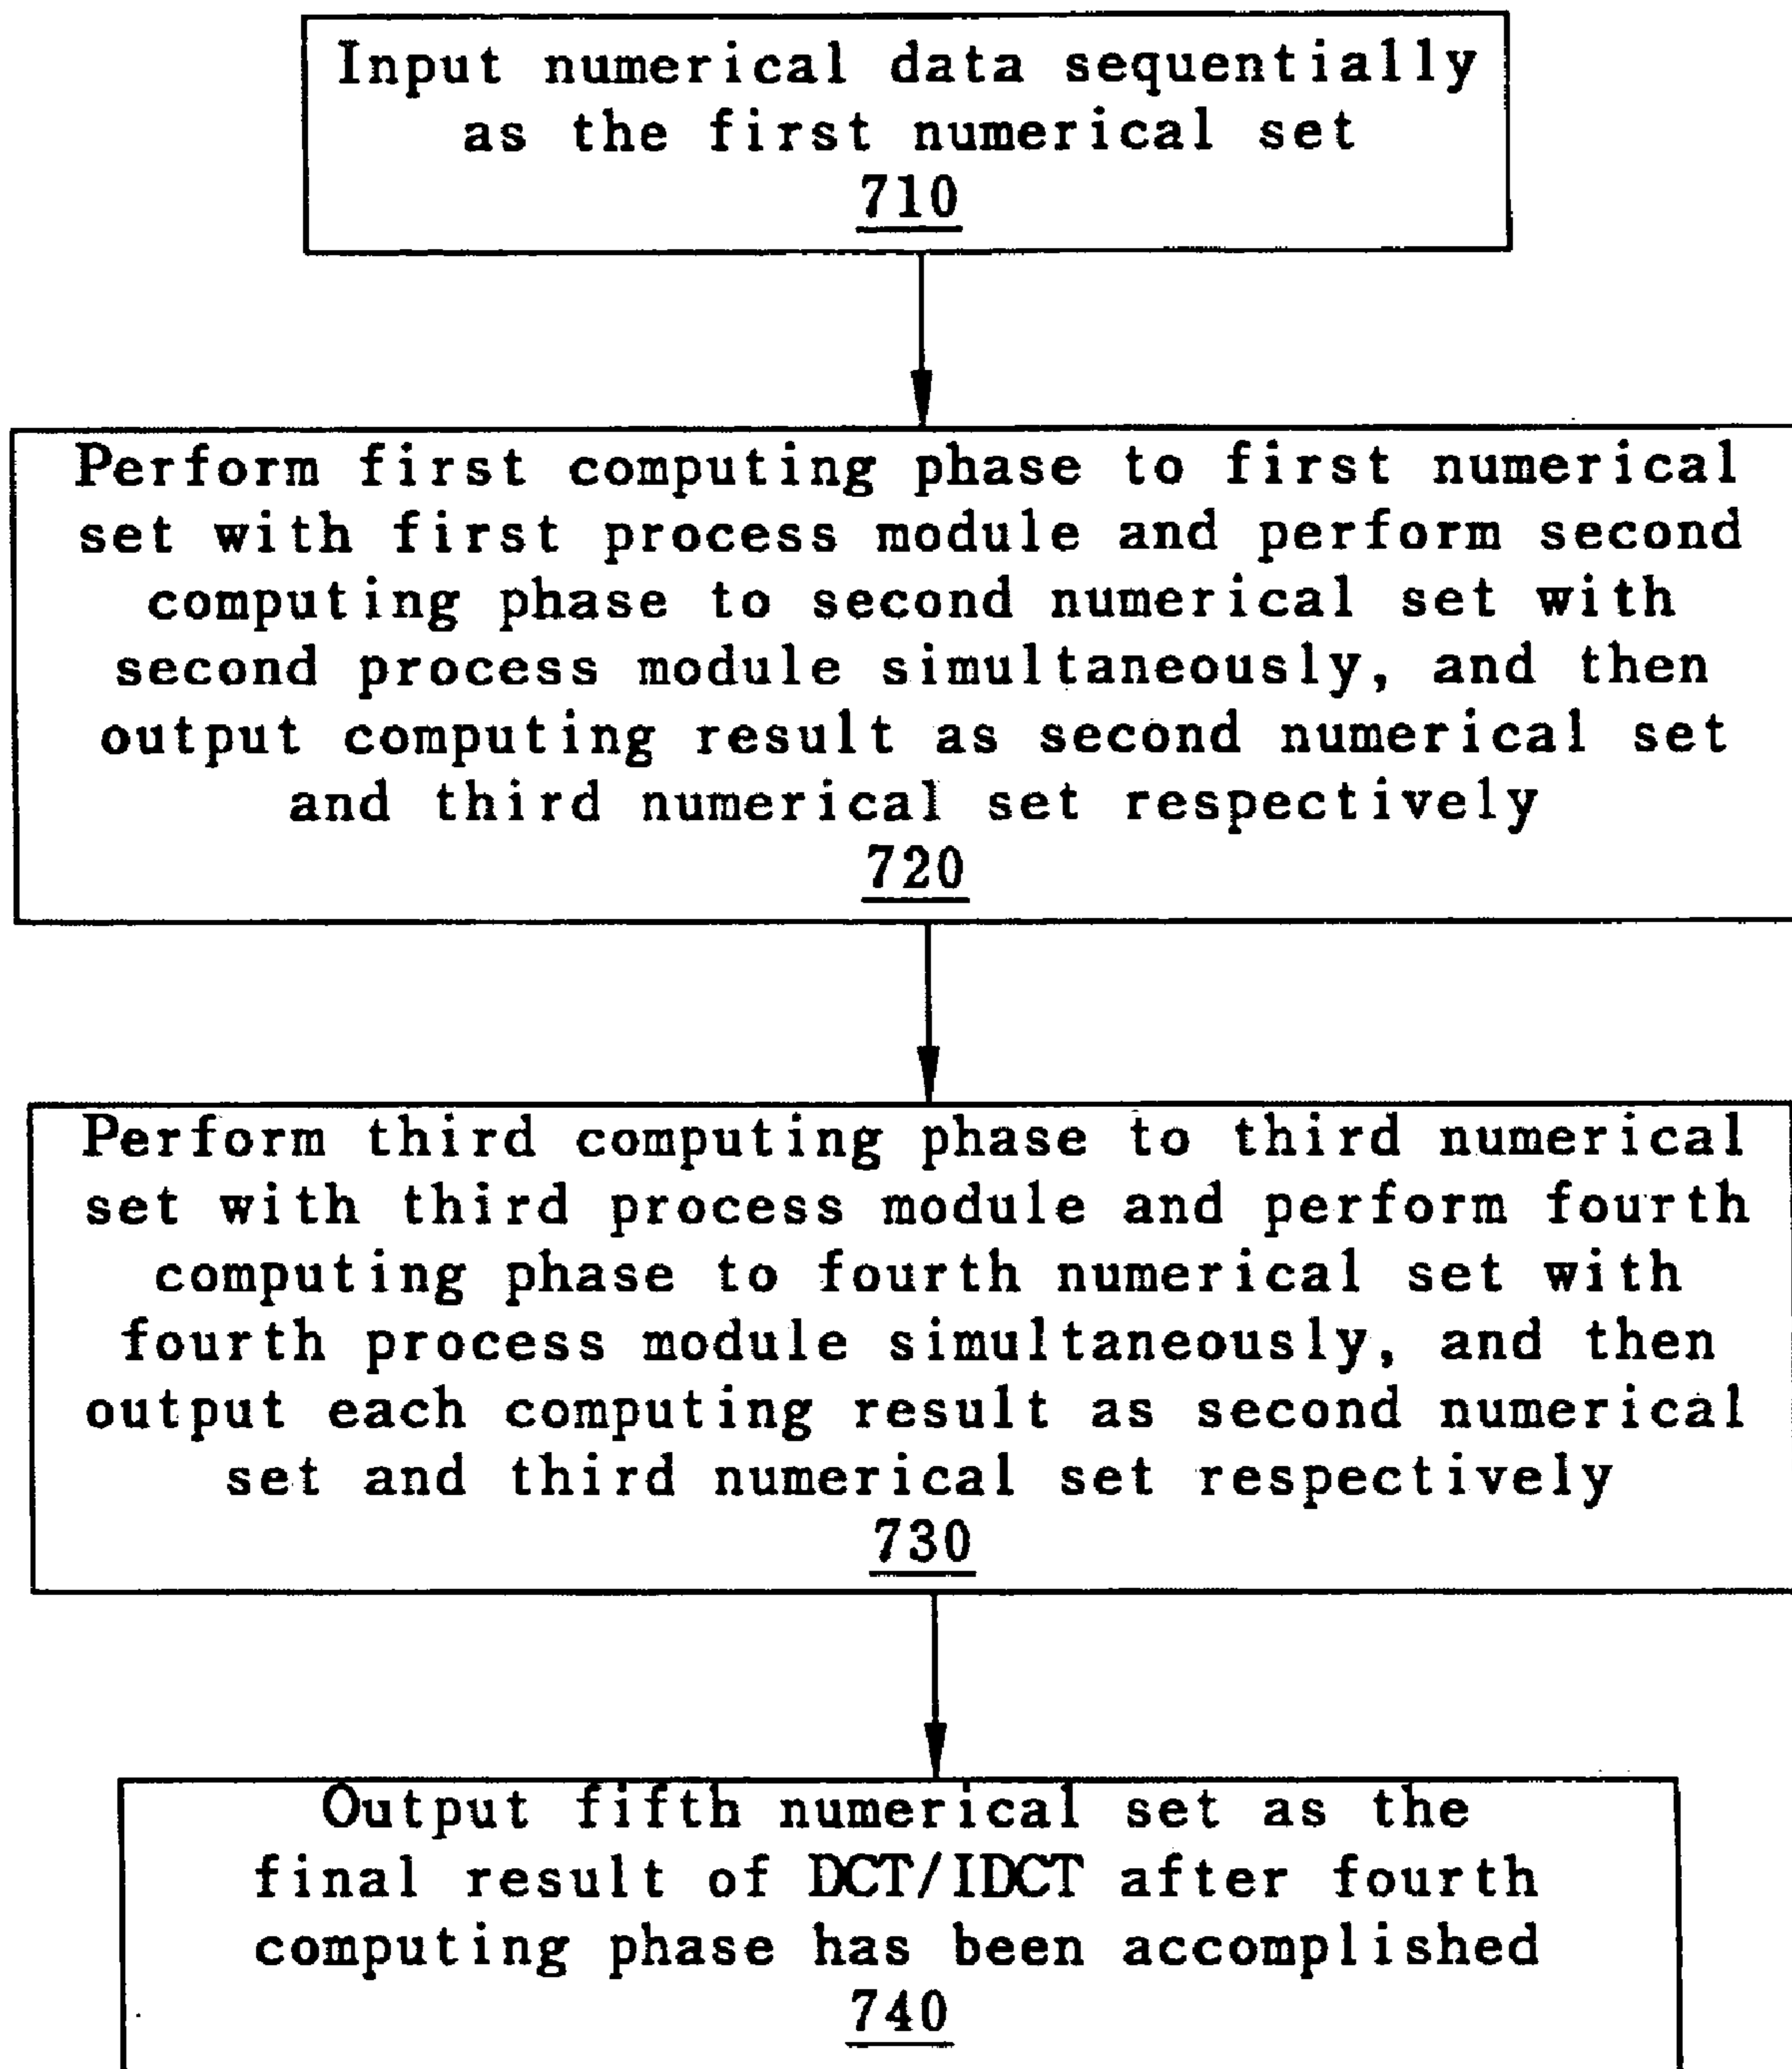 Input numerical data sequentially
as the first numerical set
710
Perform first computing phase to first numerical
set with first process module and perform second
computing phase to second numerical set with
second process module simultaneously, and then
output computing result as second numerical set
and third numerical set respectively
720
Perform third computing phase to third numerical
set with third process module and perform fourth
computing phase to fourth numerical set with
fourth process module simultaneously, and then
output each computing result as second numerical
set and third numerical set respectively
730
Output fifth numerical set as the
final result of DCT/IDCT after fourth
computing phase has been accomplished
740